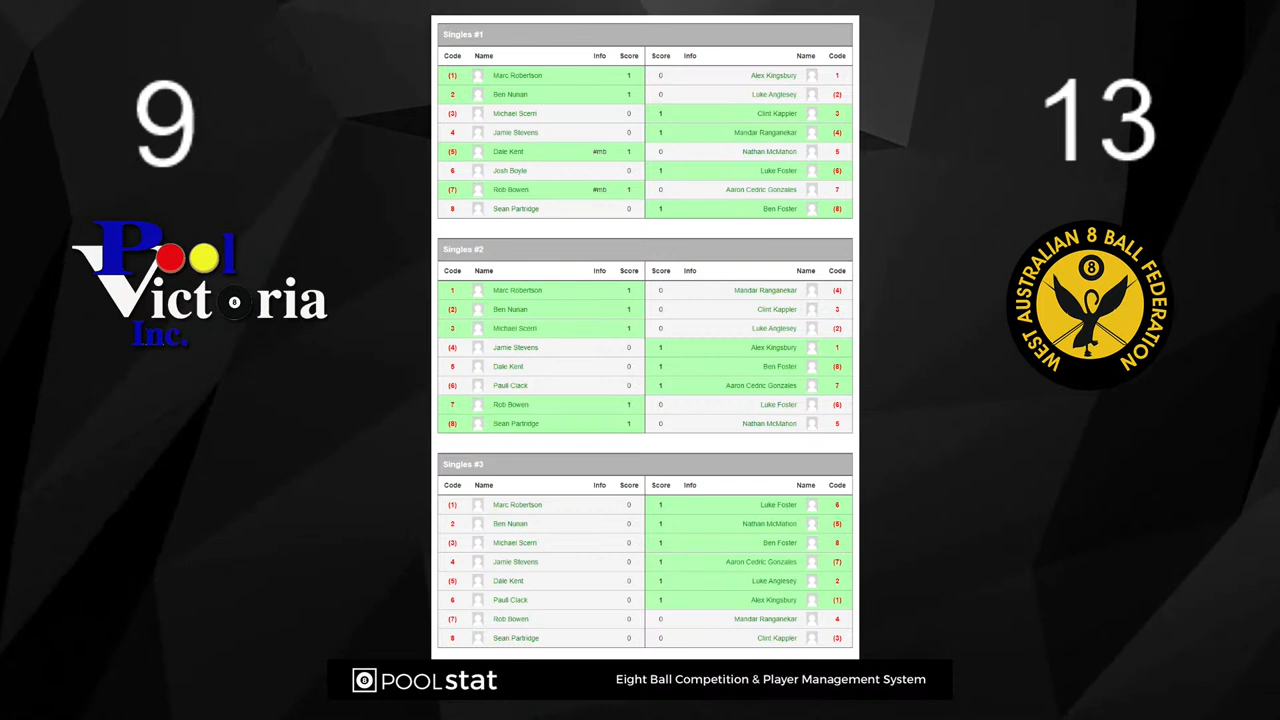 9
13
Pool
Victoria
Inc.
8
WEST AUSTRALIAN 8 BALL FEDERATION
8
Singles #1
Code Name Info Score Score Info Name Code
(1) Marc Robertson 1 0 Alex Kingsbury 1
2 Ben Nunan 1 0 Luke Anglesey (2)
(3) Michael Scerri 0 1 Clint Kappler 3
4 Jamie Stevens 0 1 Mandar Ranganekar (4)
(5) Dale Kent #mb 1 0 Nathan McMahon 5
6 Josh Boyle 0 1 Luke Foster (6)
(7) Rob Bowen #mb 1 0 Aaron Cedric Gonzales 7
8 Sean Partridge 0 1 Ben Foster (8)
Singles #2
Code Name Info Score Score Info Name Code
1 Marc Robertson 1 0 Mandar Ranganekar (4)
(2) Ben Nunan 1 0 Clint Kappler 3
3 Michael Scerri 1 0 Luke Anglesey (2)
(4) Jamie Stevens 0 1 Alex Kingsbury 1
5 Dale Kent 0 1 Ben Foster (8)
(6) Paull Clack 0 1 Aaron Cedric Gonzales 7
7 Rob Bowen 1 0 Luke Foster (6)
(8) Sean Partridge 1 0 Nathan McMahon 5
Singles #3
Code Name Info Score Score Info Name Code
(1) Marc Robertson 0 1 Luke Foster 6
2 Ben Nunan 0 1 Nathan McMahon (5)
(3) Michael Scerri 0 1 Ben Foster 8
4 Jamie Stevens 0 1 Aaron Cedric Gonzales (7)
(5) Dale Kent 0 1 Luke Anglesey 2
6 Paull Clack 0 1 Alex Kingsbury (1)
(7) Rob Bowen 0 0 Mandar Ranganekar 4
8 Sean Partridge 0 0 Clint Kappler (3)
8 POOLstat Eight Ball Competition & Player Management System